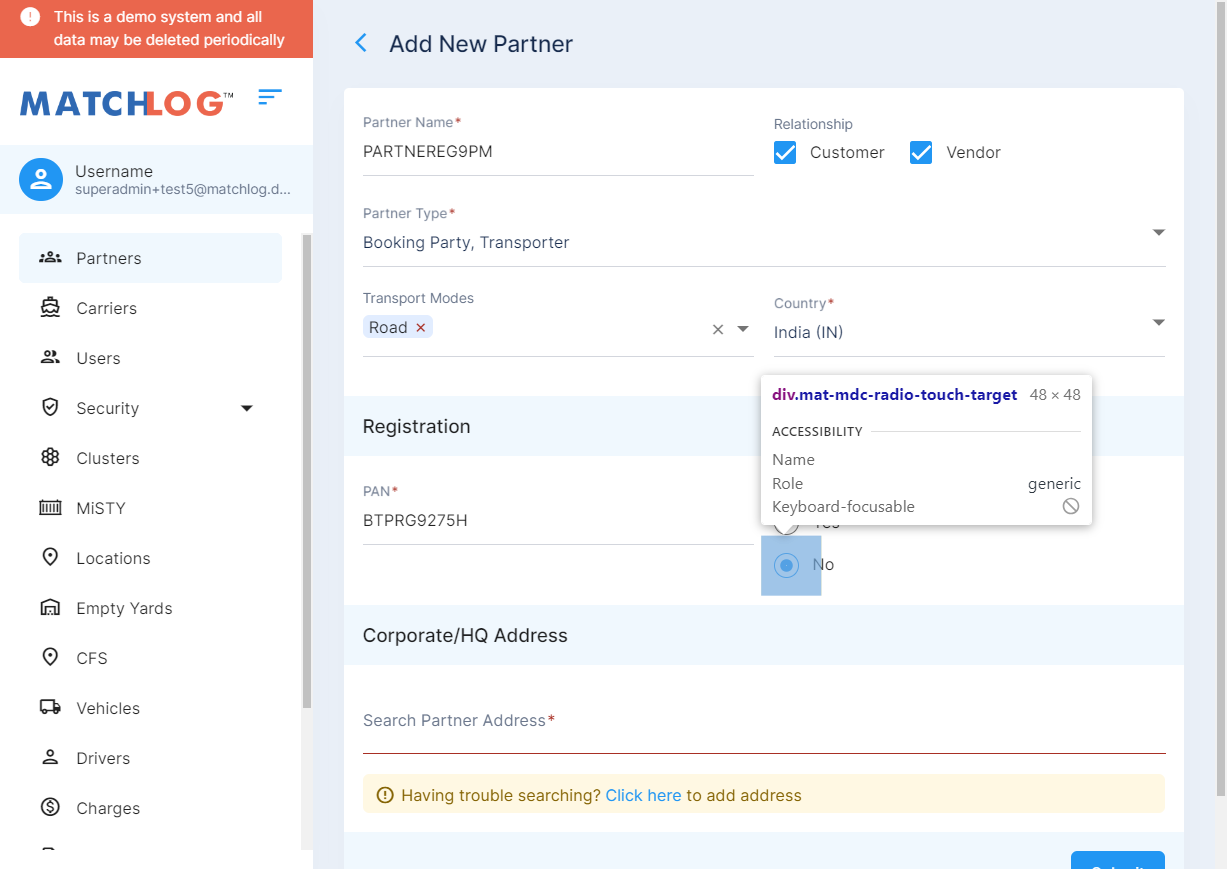 This is a demo system and all
data may be deleted periodically
MATCHLOG™
Username
superadmin+test5@matchlog.d...
Partners
Carriers
Users
Security
Clusters
MiSTY
Locations
Empty Yards
CFS
Vehicles
Drivers
Charges
Add New Partner
Partner Name*
PARTNEREG9PM
Relationship
Customer
Vendor
Partner Type*
Booking Party, Transporter
Transport Modes
Road ×
Country*
India (IN)
div.mat-mdc-radio-touch-target 48 × 48
ACCESSIBILITY
Name
Role generic
Keyboard-focusable
Registration
PAN*
BTPRG9275H
Yes
No
Corporate/HQ Address
Search Partner Address*
Having trouble searching? Click here to add address
Submit